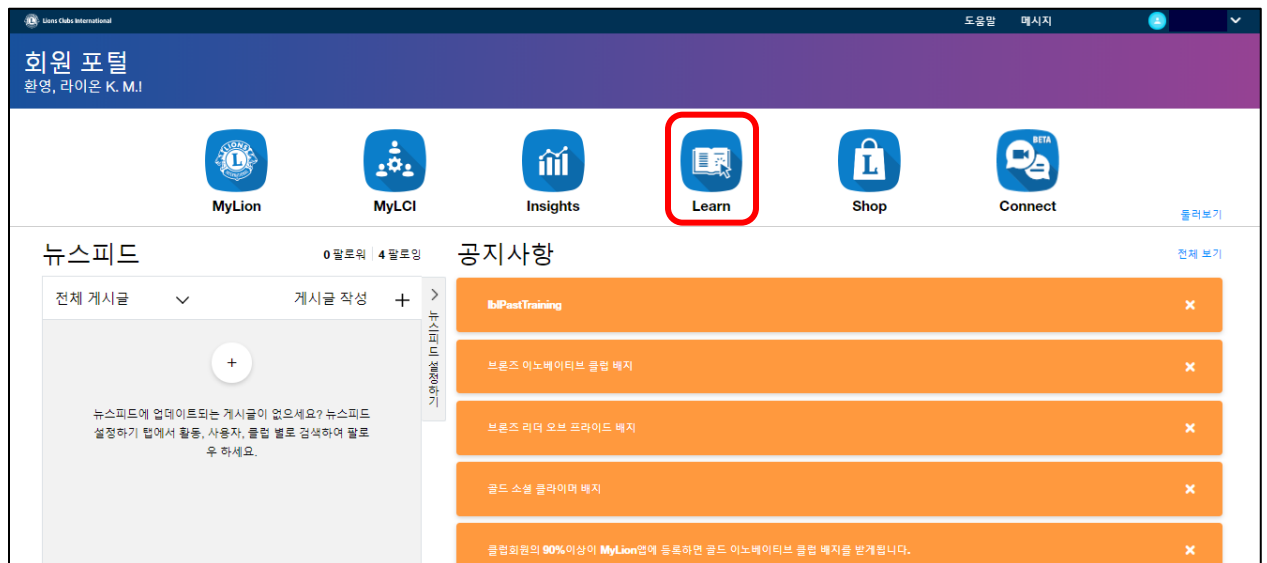 Lions Clubs International
도움말 메시지
회원 포털
환영, 라이온 K. M.!
LIONS
L
INTERNATIONAL
L
BETA
MyLion MyLCI Insights Learn Shop Connect
둘러보기
뉴스피드 0 팔로워 4 팔로잉
공지사항 전체 보기
전체 게시글 게시글 작성 +
뉴스피드 설정하기
+
뉴스피드에 업데이트되는 게시글이 없으세요? 뉴스피드
설정하기 탭에서 활동, 사용자, 클럽 별로 검색하여 팔로
우 하세요.
lblPastTraining
브론즈 이노베이티브 클럽 배지
브론즈 리더 오브 프라이드 배지
골드 소셜 클라이머 배지
클럽회원의 90%이상이 MyLion앱에 등록하면 골드 이노베이티브 클럽 배지를 받게됩니다.